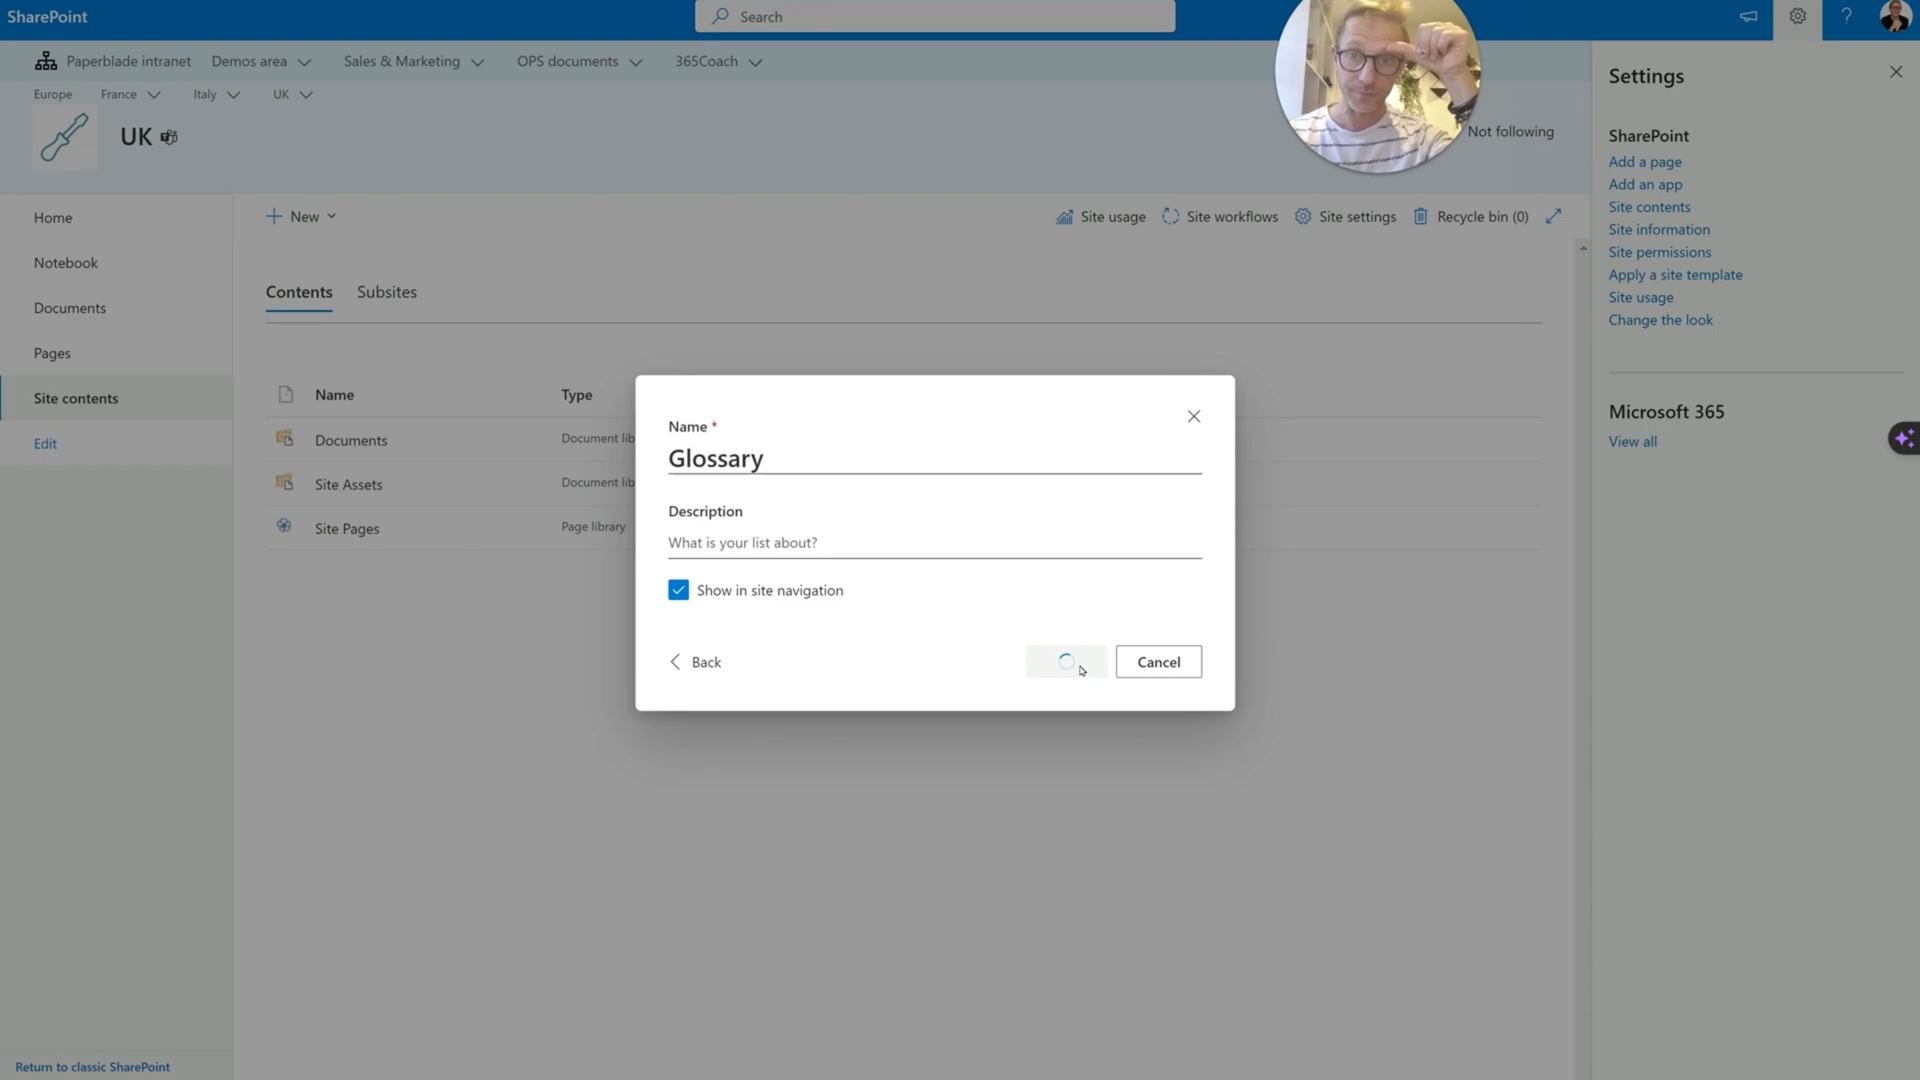 SharePoint
Search
?
Paperblade intranet
Demos area
Sales & Marketing
OPS documents
365Coach
Europe
France
Italy
UK
UK
Not following
Home
Notebook
Documents
Pages
Site contents
Edit
New
Site usage
Site workflows
Site settings
Recycle bin (0)
Contents
Subsites
Name
Type
Documents
Document lib
Site Assets
Document lib
Site Pages
Page library
Name *
Glossary
Description
What is your list about?
Show in site navigation
Back
Cancel
Settings
SharePoint
Add a page
Add an app
Site contents
Site information
Site permissions
Apply a site template
Site usage
Change the look
Microsoft 365
View all
Return to classic SharePoint